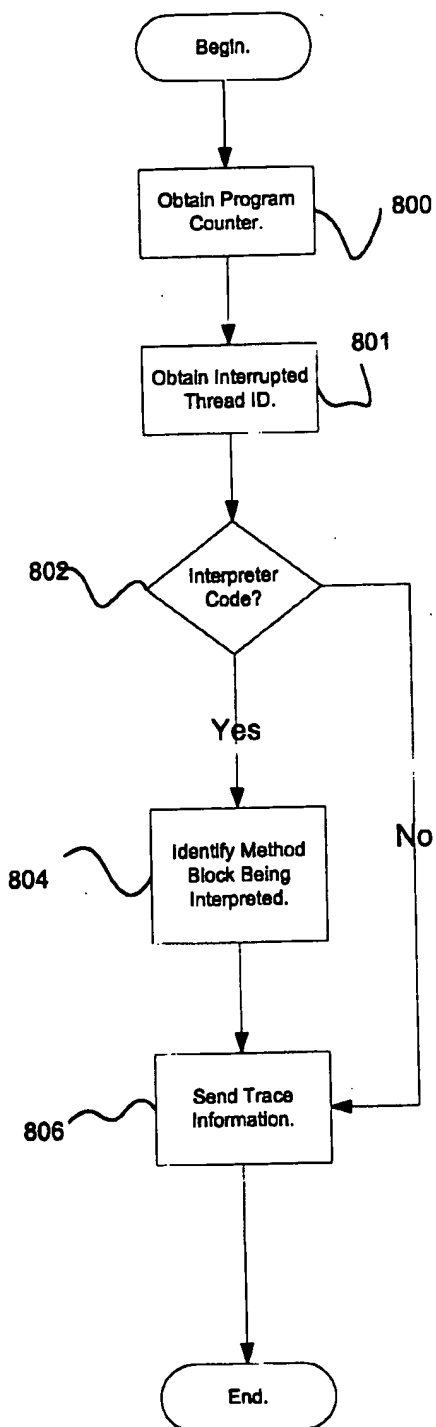 Begin.
Obtain Program
Counter.
800
801
Obtain Interrupted
Thread ID.
802
Interpreter
Code?
Yes
No
Identify Method
Block Being
Interpreted.
804
Send Trace
Information.
806
End.